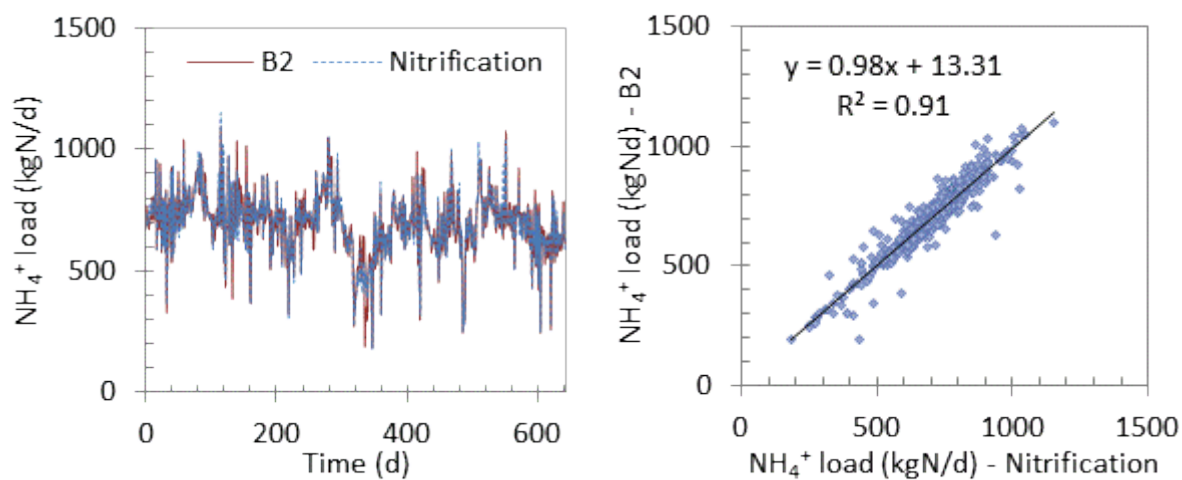 1500
B2
Nitrification
1000
500
0
NH₄⁺ load (kgN/d)
0 200 400 600
Time (d)
1500
y = 0.98x + 13.31
R² = 0.91
1000
500
0
NH₄⁺ load (kgNd) - B2
0 500 1000 1500
NH₄⁺ load (kgN/d) - Nitrification